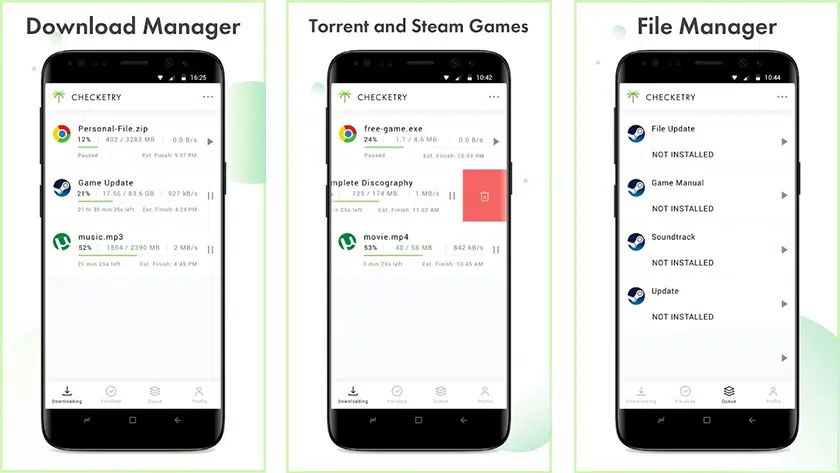 Download Manager
16:25
CHECKETRY
Personal-File.zip
12% | 402 / 3283 MB | 0.0 B/s
Paused Est. Finish: 9:37 PM
Game Update
21% | 17.56 / 83.6 GB | 927 kB/s
21 hr 35 min 35s left Est. Finish: 4:24 PM
music.mp3
52% | 1554 / 2390 MB | 2 MB/s
21 min 25s left Est. Finish: 4:45 PM
Downloading Finished Queue Profile
Torrent and Steam Games
10:42
CHECKETRY
free-game.exe
24% | 1.1 / 4.6 MB | 0.0 B/s
Paused Est. Finish: 10:43 AM
mplete Discography
% | 125 / 174 MB | 1 MB/s
in 26s left Est. Finish: 11:02 AM
movie.mp4
53% | 40 / 56 MB | 842 kB/s
3 min 25s left Est. Finish: 10:45 AM
Downloading Finished Queue Profile
File Manager
10:44
CHECKETRY
File Update
NOT INSTALLED
Game Manual
NOT INSTALLED
Soundtrack
NOT INSTALLED
Update
NOT INSTALLED
Downloading Finished Queue Profile